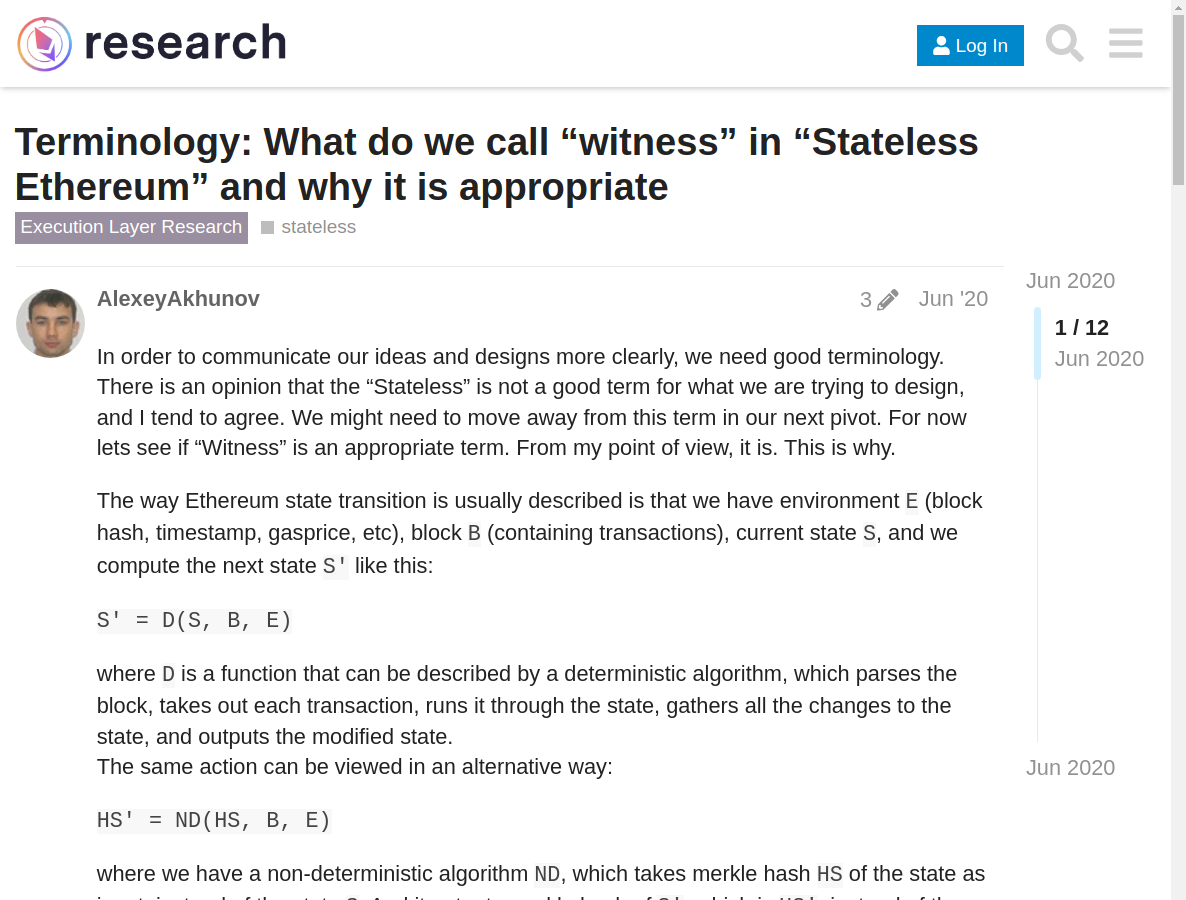 research
Log In
Terminology: What do we call “witness” in “Stateless
Ethereum” and why it is appropriate
Execution Layer Research
stateless
Jun 2020
AlexeyAkhunov
3
Jun '20
1 / 12
Jun 2020
In order to communicate our ideas and designs more clearly, we need good terminology.
There is an opinion that the “Stateless” is not a good term for what we are trying to design,
and I tend to agree. We might need to move away from this term in our next pivot. For now
lets see if “Witness” is an appropriate term. From my point of view, it is. This is why.
The way Ethereum state transition is usually described is that we have environment E (block
hash, timestamp, gasprice, etc), block B (containing transactions), current state S, and we
compute the next state S' like this:
S' = D(S, B, E)
where D is a function that can be described by a deterministic algorithm, which parses the
block, takes out each transaction, runs it through the state, gathers all the changes to the
state, and outputs the modified state.
The same action can be viewed in an alternative way:
Jun 2020
HS' = ND(HS, B, E)
where we have a non-deterministic algorithm ND, which takes merkle hash HS of the state as